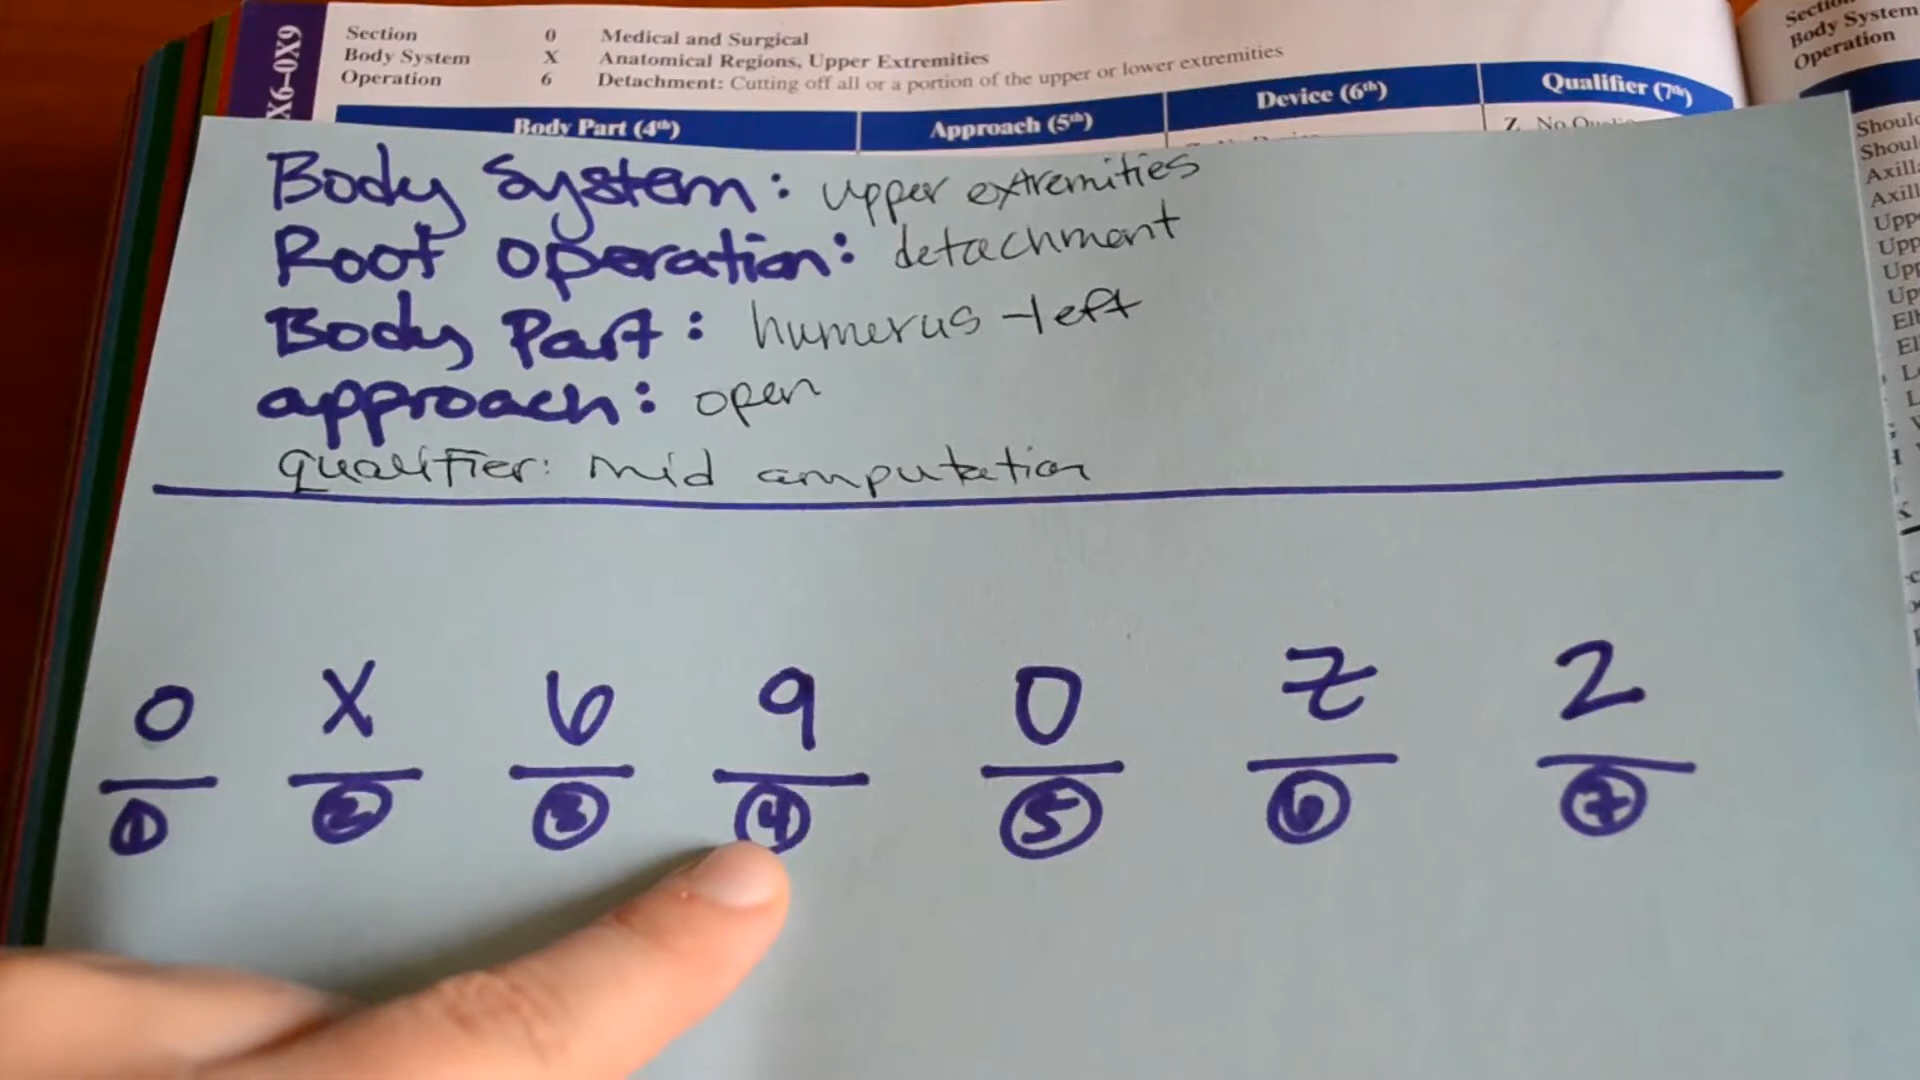 X6-0X9
Section 0 Medical and Surgical
Body System X Anatomical Regions, Upper Extremities
Operation 6 Detachment: Cutting off all or a portion of the upper or lower extremities
Body Part (4th) Approach (5th) Device (6th) Qualifier (7th)
Z No
Body System: upper extremities
Root operation: detachment
Body Part: humerus - left
approach: open
qualifier: mid amputation
0 X 6 9 0 Z 2
1 2 3 4 5 6 7
Section
Body System
Operation